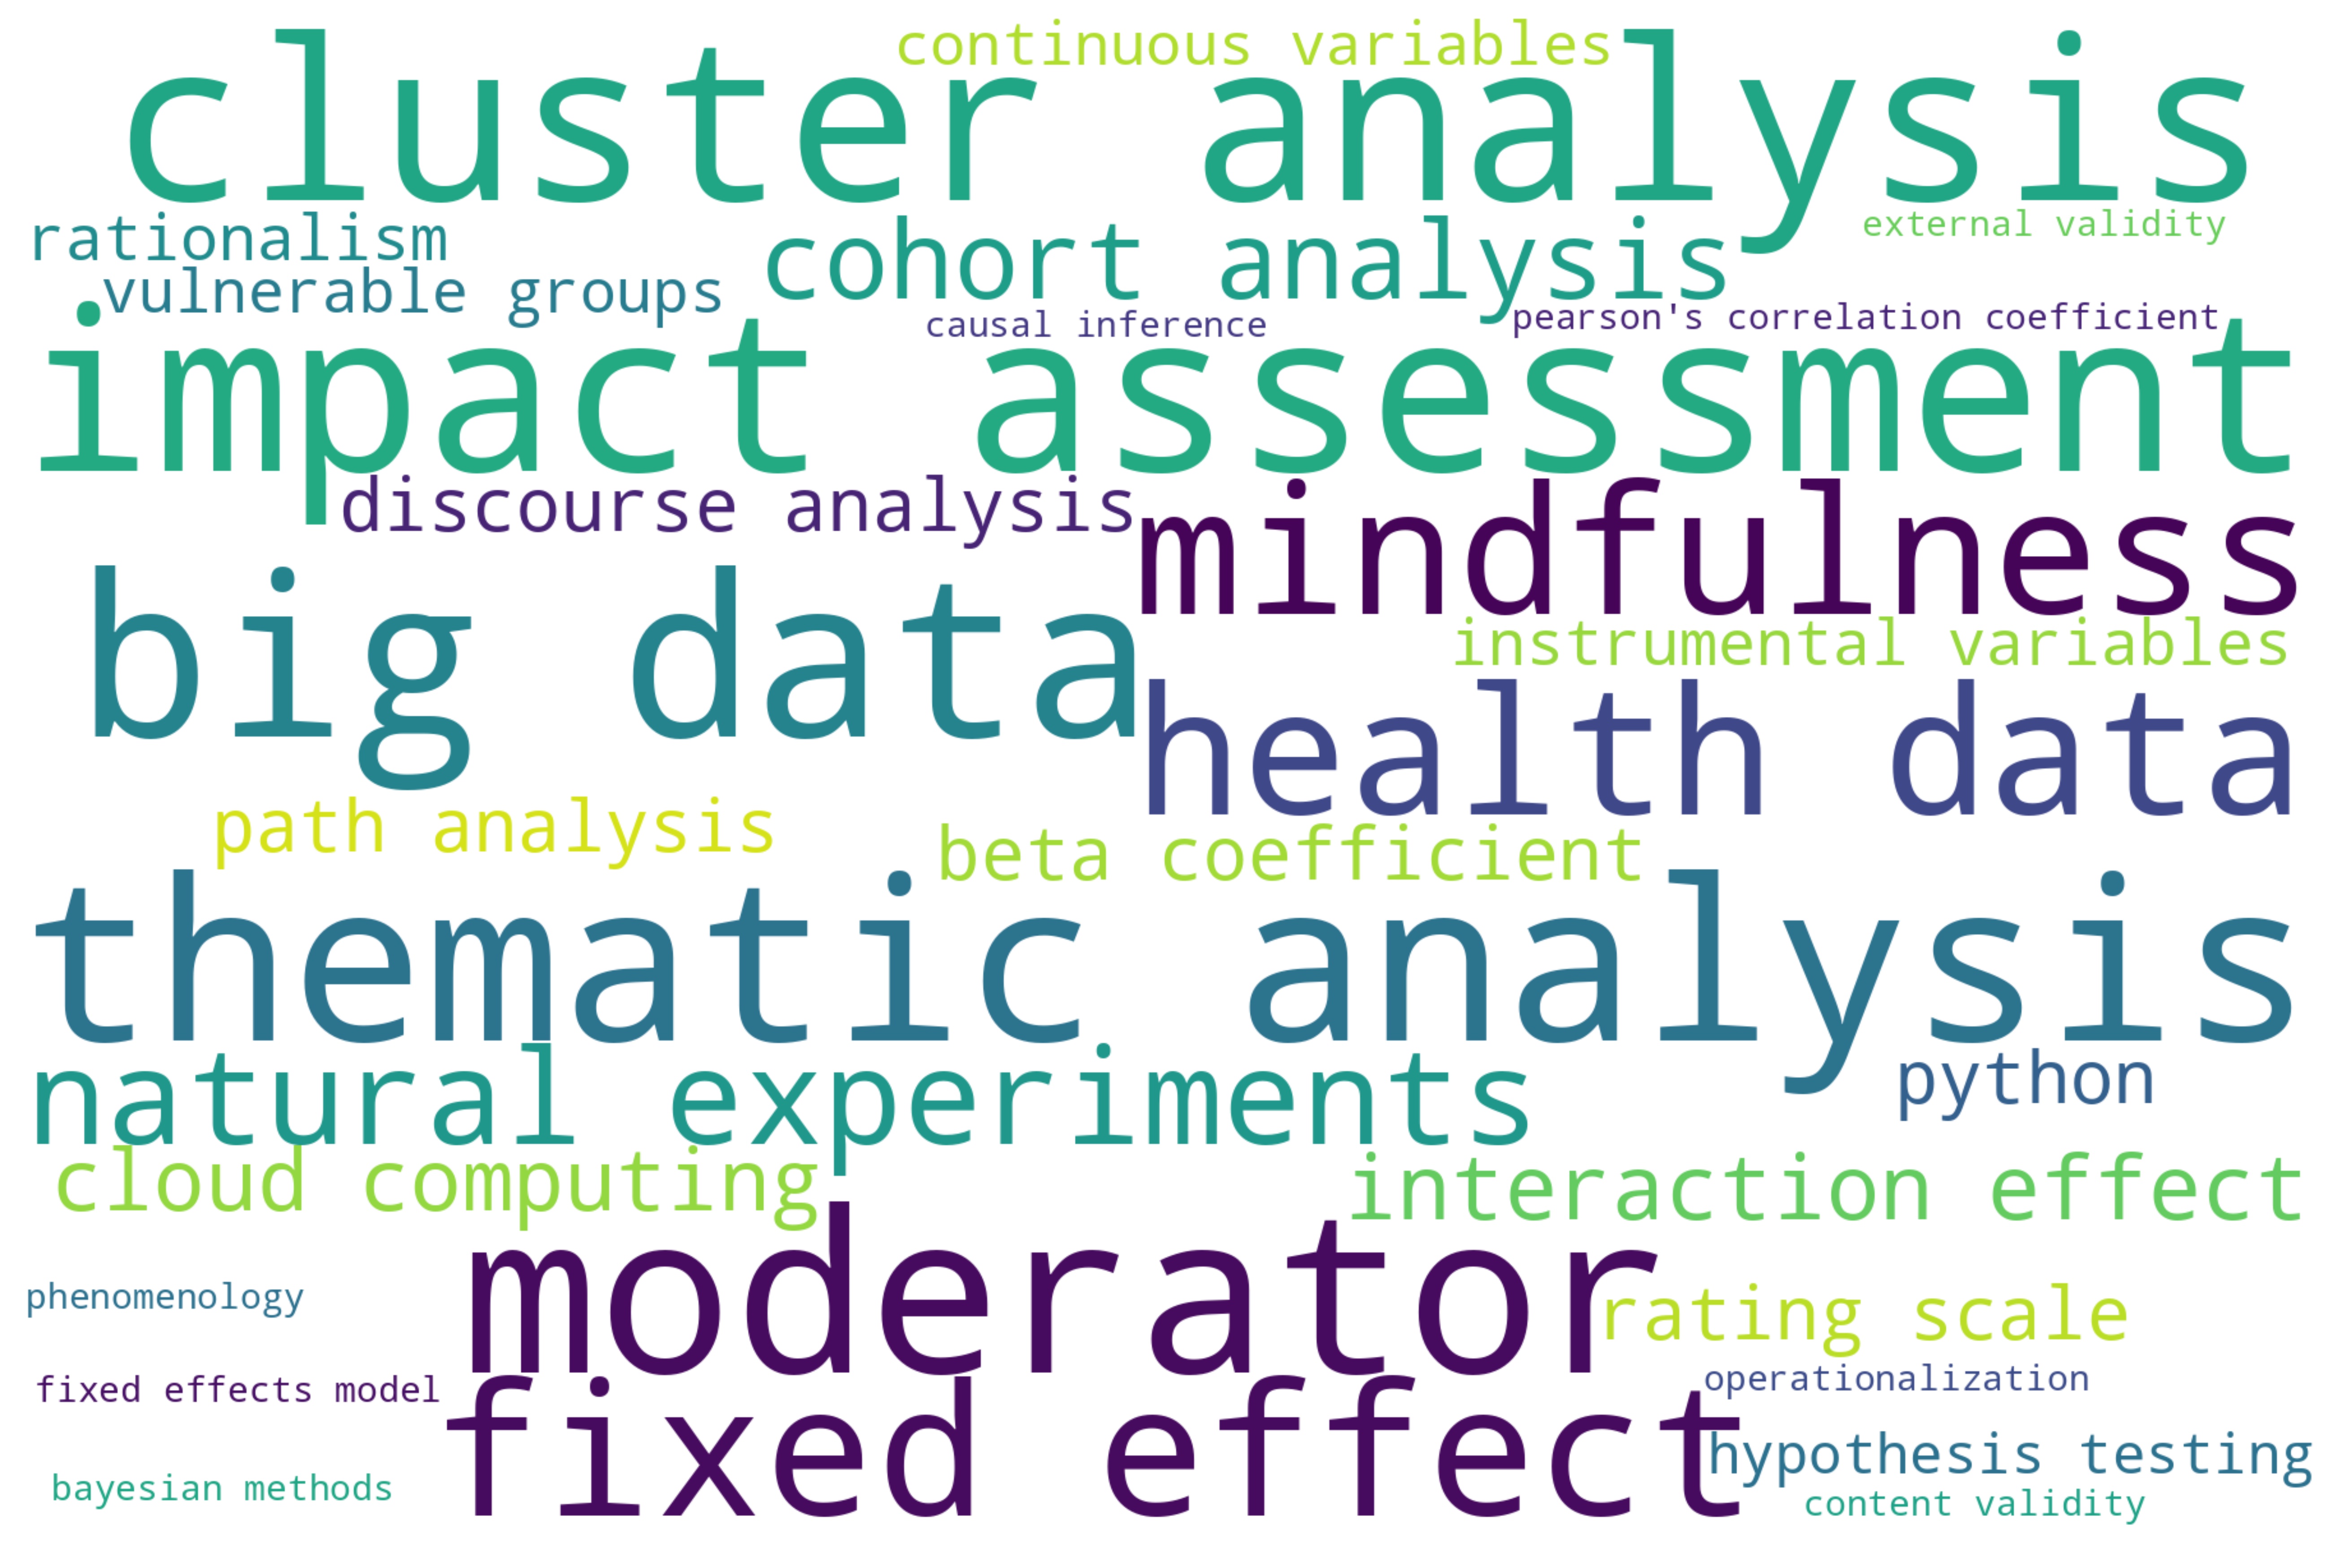 continuous variables
cluster analysis
rationalism
cohort analysis
external validity
vulnerable groups
causal inference
pearson's correlation coefficient
impact assessment
discourse analysis
mindfulness
big data
instrumental variables
health data
path analysis
beta coefficient
thematic analysis
natural experiments
python
cloud computing
interaction effect
moderator
phenomenology
rating scale
fixed effects model
operationalization
fixed effect
hypothesis testing
bayesian methods
content validity